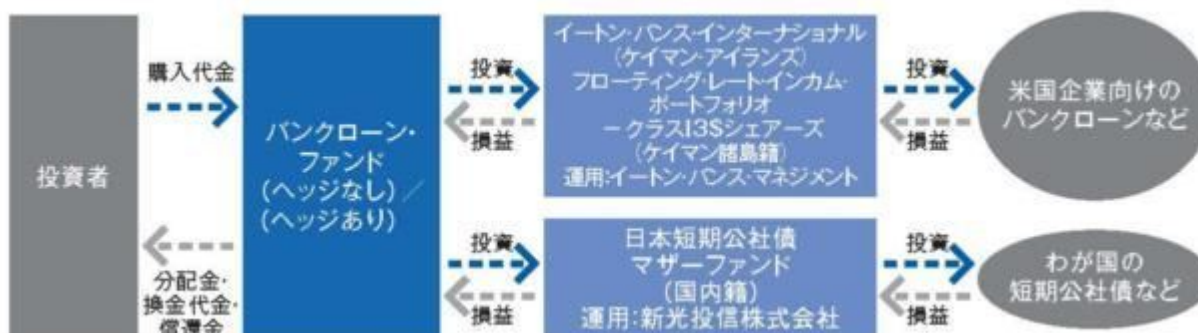 投資者
購入代金
分配金・
換金代金・
償還金
バンクローン・
ファンド
(ヘッジなし)/
(ヘッジあり)
投資
損益
イートン・バンス・インターナショナル
(ケイマン・アイランズ)
フローティング・レート・インカム・
ポートフォリオ
－クラスI3Sシェアーズ
(ケイマン諸島籍)
運用:イートン・バンス・マネジメント
投資
損益
米国企業向けの
バンクローンなど
投資
損益
日本短期公社債
マザーファンド
(国内籍)
運用:新光投信株式会社
投資
損益
わが国の
短期公社債など